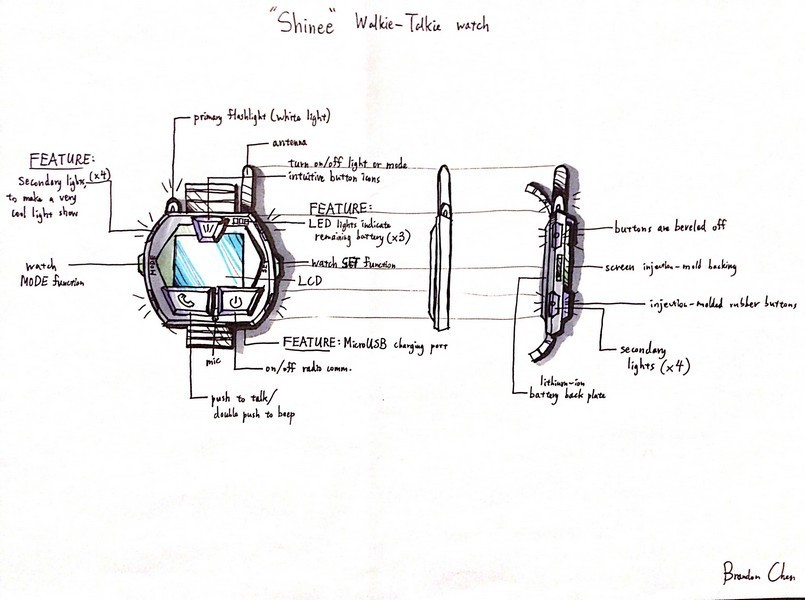 "Shinee" Walkie-Talkie watch
primary flashlight (white light)
antenna
turn on/off light or mode
intuitive button icons
FEATURE:
Secondary lights, (x4)
to make a very
cool light show
FEATURE:
LED lights indicate
remaining battery (x3)
watch
MODE function
MODE
SET
watch SET function
LCD
FEATURE: MicroUSB charging port
mic
on/off radio comm.
push to talk/
double push to beep
buttons are beveled off
screen injection-mold backing
injection-molded rubber buttons
secondary
lights (x4)
lithium-ion
battery back plate
Brandon Chen